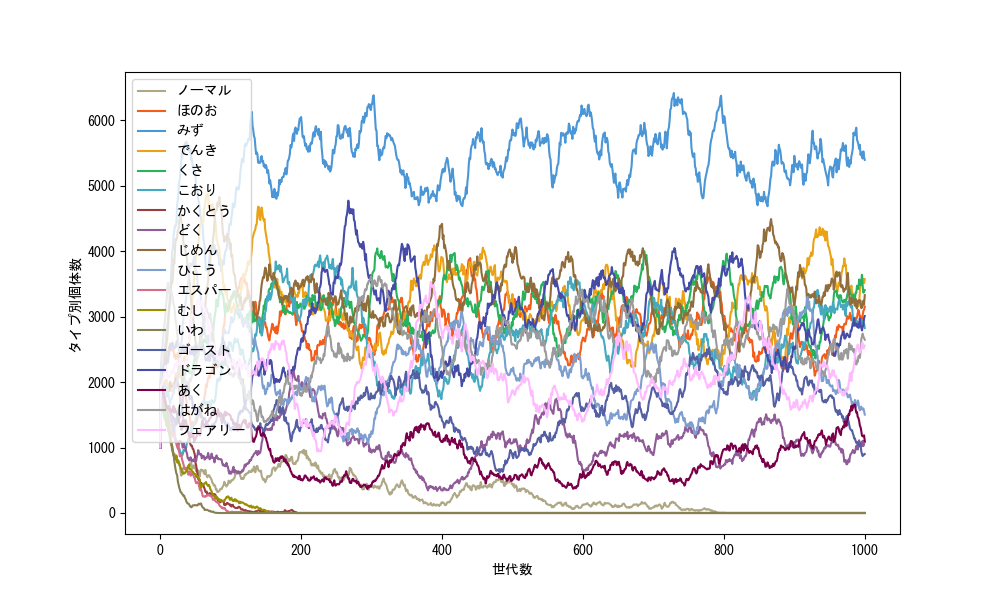 ノーマル
ほのお
みず
でんき
くさ
こおり
かくとう
どく
じめん
ひこう
エスパー
むし
いわ
ゴースト
ドラゴン
あく
はがね
フェアリー
タイプ別個体数
6000
5000
4000
3000
2000
1000
0
0 200 400 600 800 1000
世代数